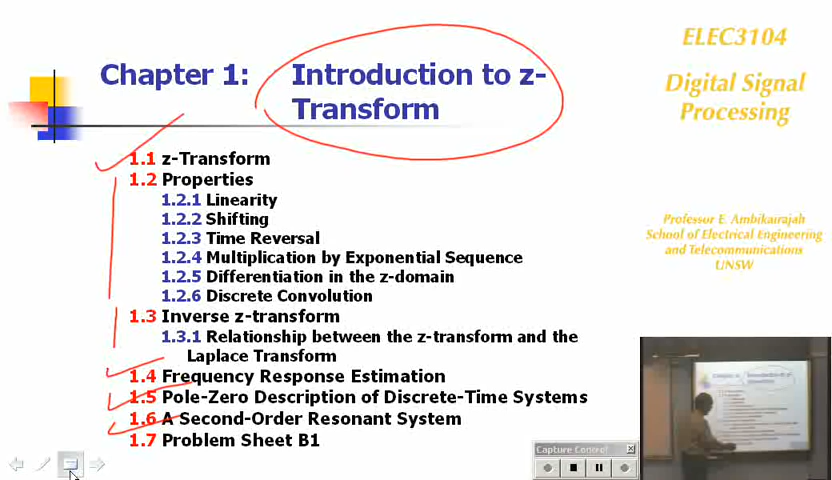 Chapter 1: Introduction to z-
Transform
1.1 z-Transform
1.2 Properties
1.2.1 Linearity
1.2.2 Shifting
1.2.3 Time Reversal
1.2.4 Multiplication by Exponential Sequence
1.2.5 Differentiation in the z-domain
1.2.6 Discrete Convolution
1.3 Inverse z-transform
1.3.1 Relationship between the z-transform and the
Laplace Transform
1.4 Frequency Response Estimation
1.5 Pole-Zero Description of Discrete-Time Systems
1.6 A Second-Order Resonant System
1.7 Problem Sheet B1
ELEC3104
Digital Signal
Processing
Professor E. Ambikairajah
School of Electrical Engineering
and Telecommunications
UNSW
Capture Control